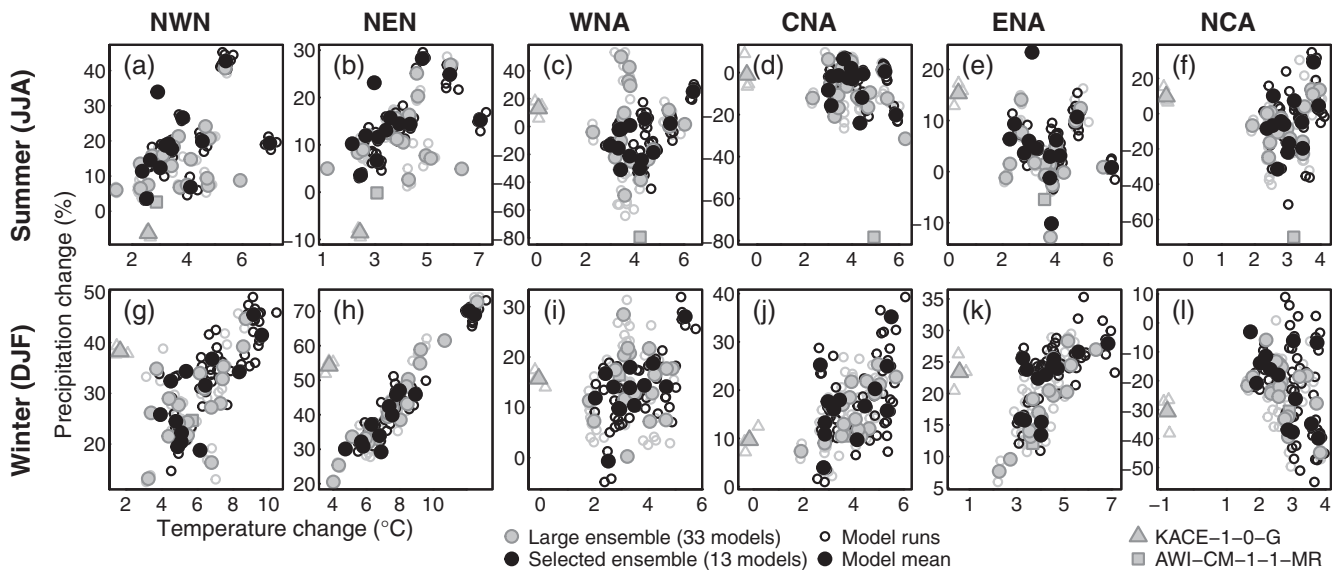 NWN NEN WNA CNA ENA NCA
Summer (JJA)
Winter (DJF)
Precipitation change (%)
(a) (b) (c) (d) (e) (f)
40 30 20 10 0
30 20 10 0 −10
40 20 0 −20 −40 −60 −80
0 −20 −40 −60 −80
20 10 0 −10
20 0 −20 −40 −60
2 4 6
1 3 5 7
0 2 4 6
0 2 4 6
0 2 4 6
0 1 2 3 4
(g) (h) (i) (j) (k) (l)
50 40 30 20
70 60 50 40 30 20
30 20 10 0
40 30 20 10 0
35 30 25 20 15 10 5
10 0 −10 −20 −30 −40 −50
2 4 6 8 10
4 6 8 10
0 2 4 6
0 2 4 6
1 3 5 7
−1 1 2 3 4
Temperature change (°C)
Large ensemble (33 models) Model runs KACE−1−0−G
Selected ensemble (13 models) Model mean AWI−CM−1−1−MR